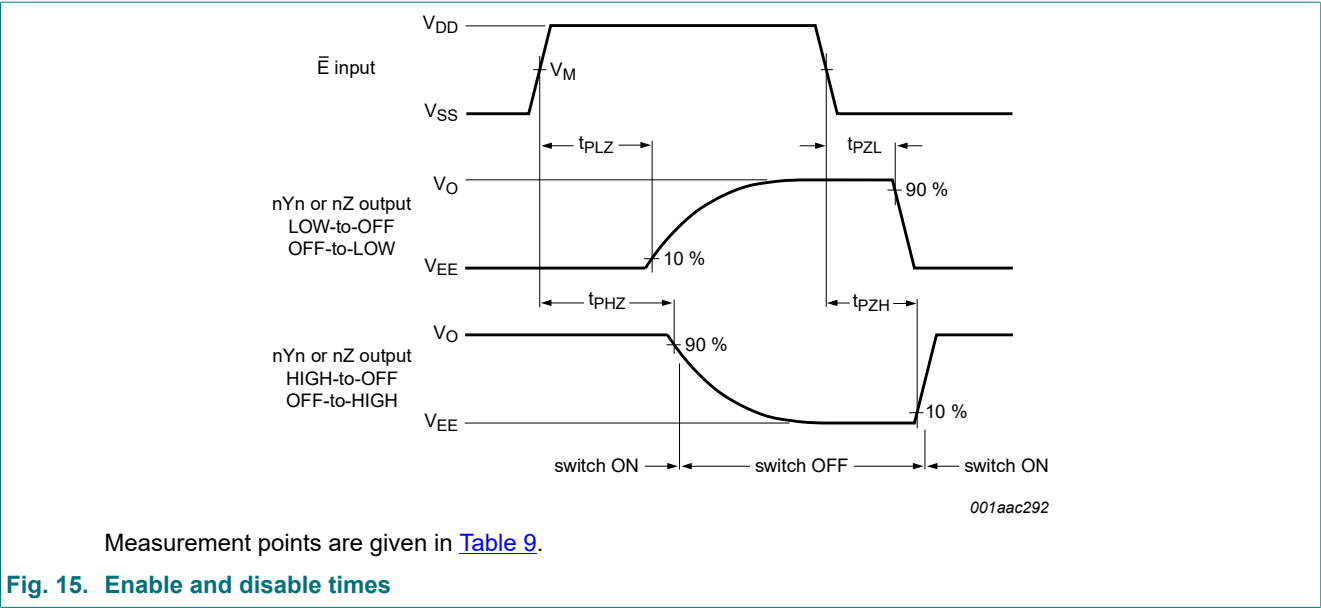 VDD
Ē input
VM
VSS
tPLZ
tPZL
VO
90 %
nYn or nZ output
LOW-to-OFF
OFF-to-LOW
10 %
VEE
tPHZ
tPZH
VO
90 %
nYn or nZ output
HIGH-to-OFF
OFF-to-HIGH
10 %
VEE
switch ON
switch OFF
switch ON
001aac292
Measurement points are given in Table 9.
Fig. 15. Enable and disable times